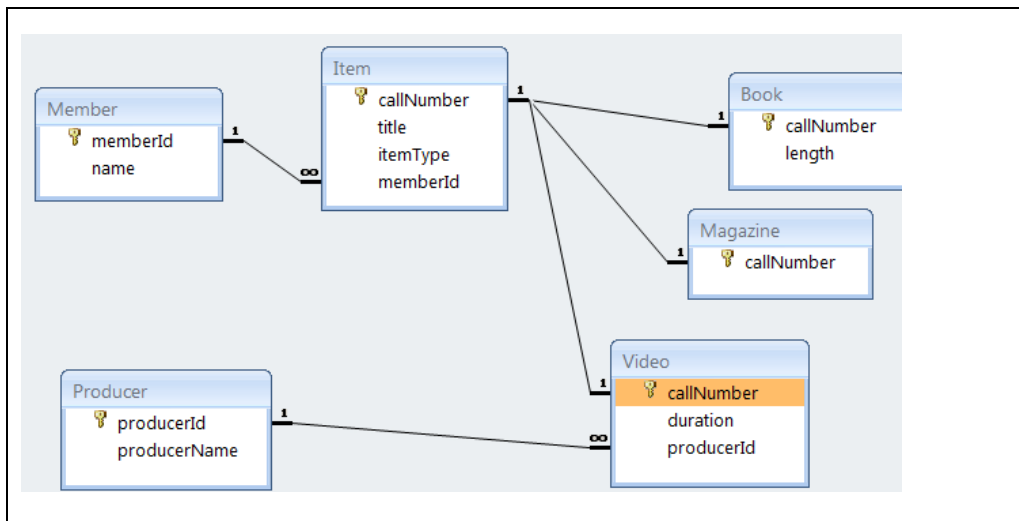 Member
memberId
name
1
∞
Item
callNumber
title
itemType
memberId
1
1
Book
callNumber
length
1
Magazine
callNumber
1
Video
callNumber
duration
producerId
∞
Producer
producerId
producerName
1